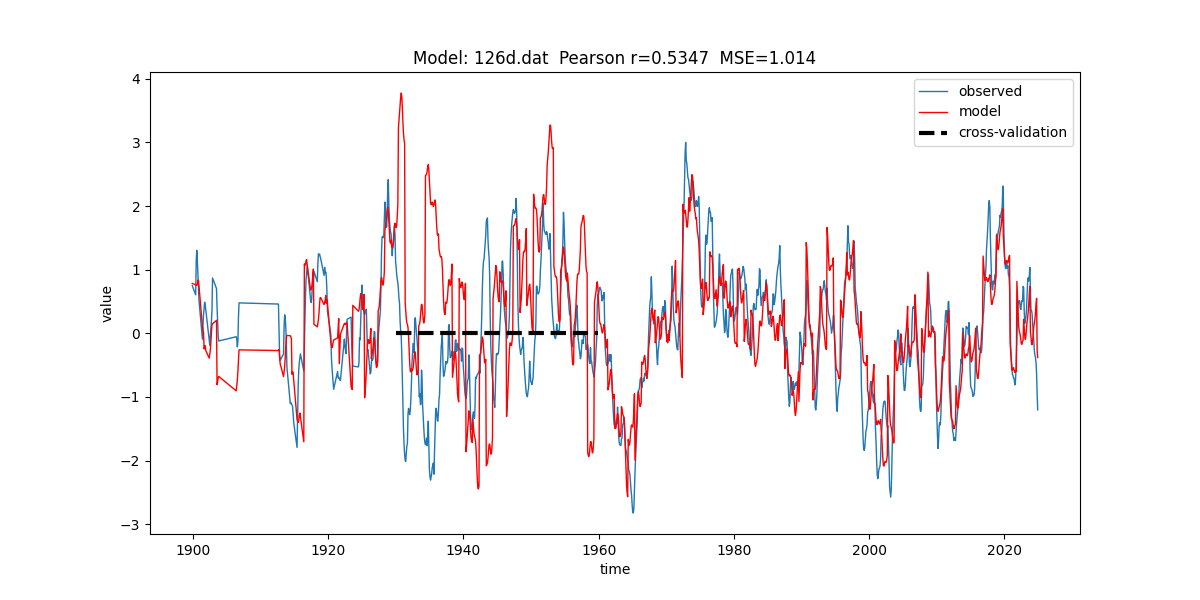 Model: 126d.dat  Pearson r=0.5347  MSE=1.014
observed
model
cross-validation
value
4
3
2
1
0
−1
−2
−3
1900
1920
1940
1960
1980
2000
2020
time